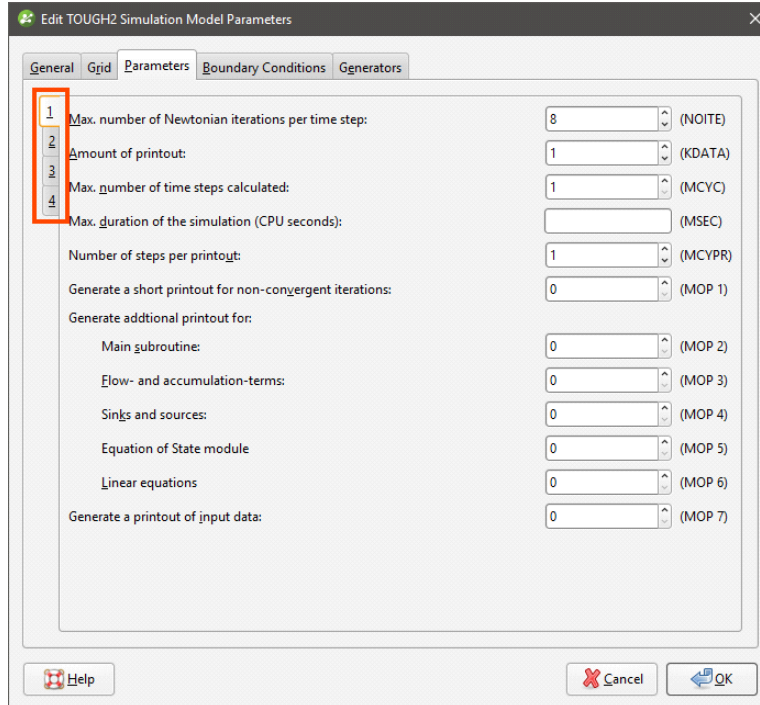 Edit TOUGH2 Simulation Model Parameters
General Grid Parameters Boundary Conditions Generators
1
2
3
4
Max. number of Newtonian iterations per time step: 8 (NOITE)
Amount of printout: 1 (KDATA)
Max. number of time steps calculated: 1 (MCYC)
Max. duration of the simulation (CPU seconds): (MSEC)
Number of steps per printout: 1 (MCYPR)
Generate a short printout for non-convergent iterations: 0 (MOP 1)
Generate addtional printout for:
Main subroutine: 0 (MOP 2)
Flow- and accumulation-terms: 0 (MOP 3)
Sinks and sources: 0 (MOP 4)
Equation of State module 0 (MOP 5)
Linear equations 0 (MOP 6)
Generate a printout of input data: 0 (MOP 7)
Help Cancel OK